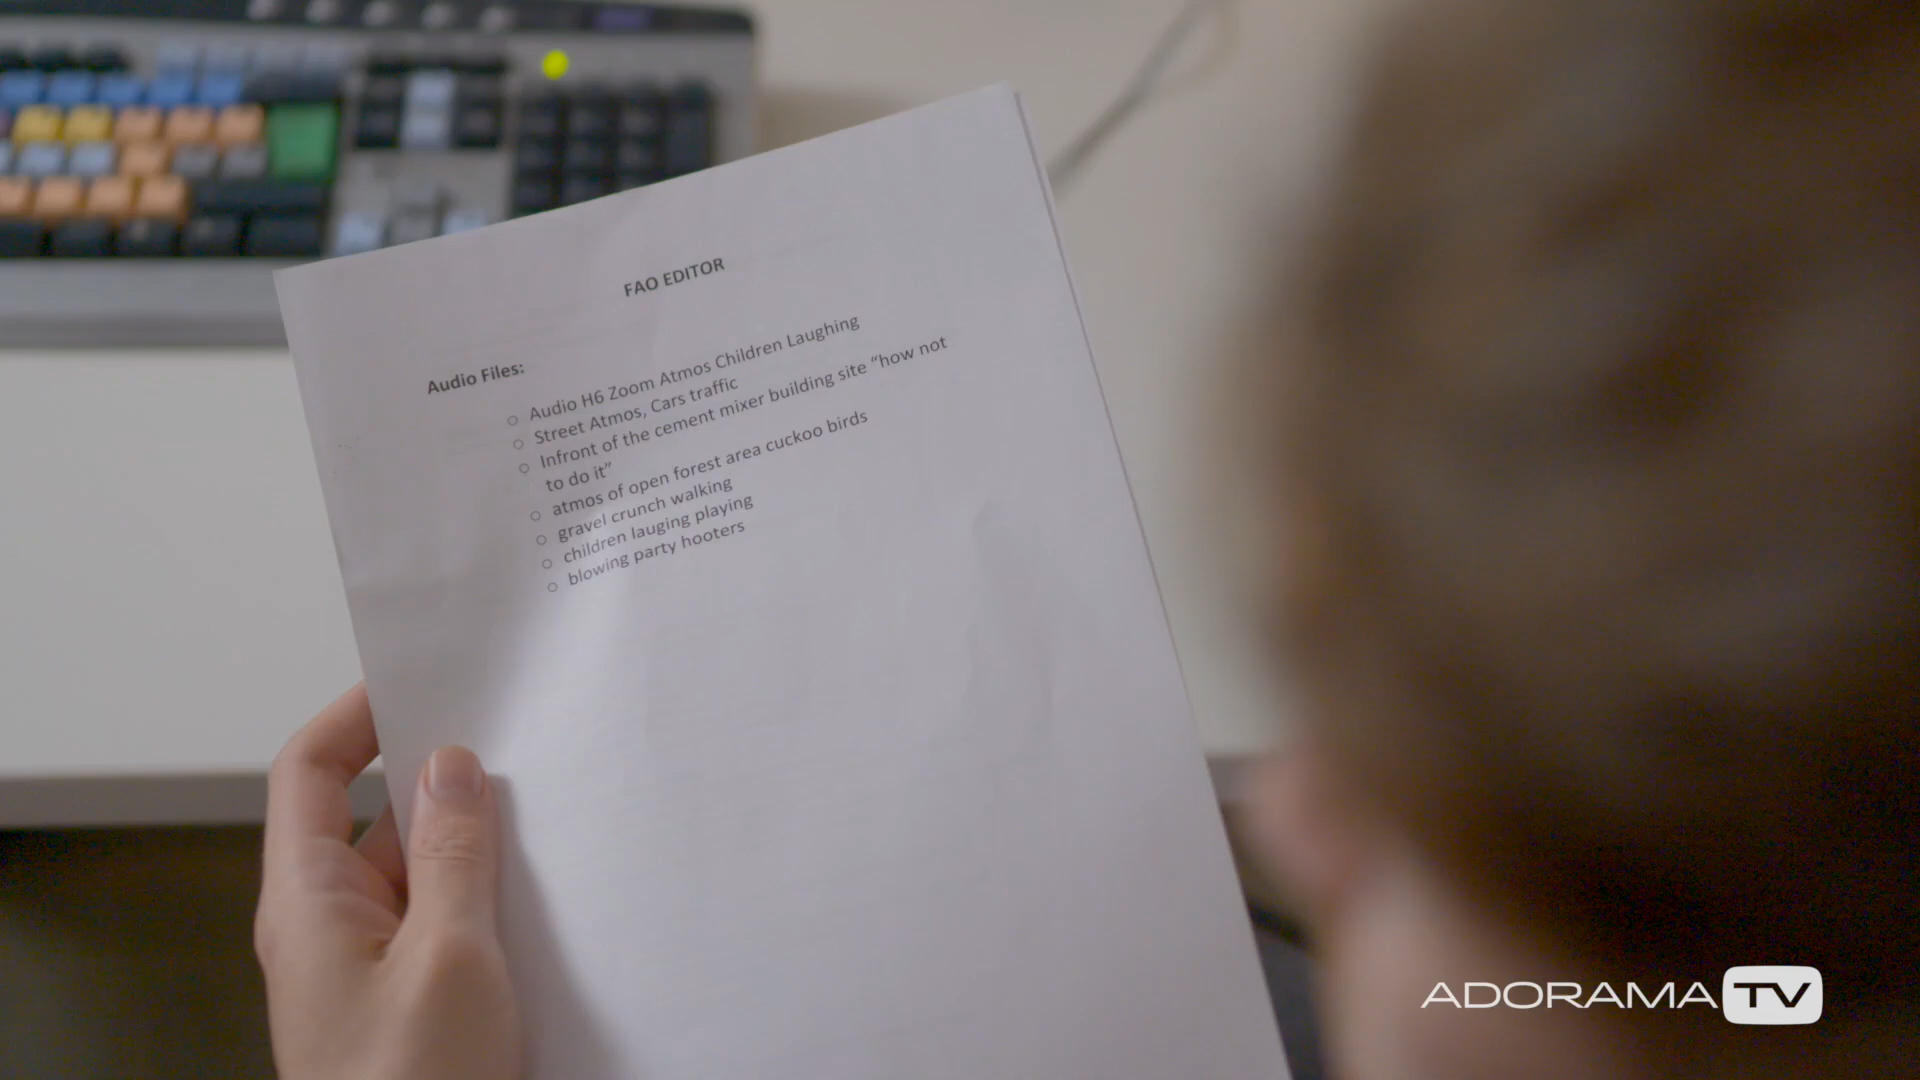 FAO EDITOR
Audio Files:
Audio H6 Zoom Atmos Children Laughing
Street Atmos, Cars traffic
Infront of the cement mixer building site “how not
to do it”
atmos of open forest area cuckoo birds
gravel crunch walking
children lauging playing
blowing party hooters
ADORAMA TV